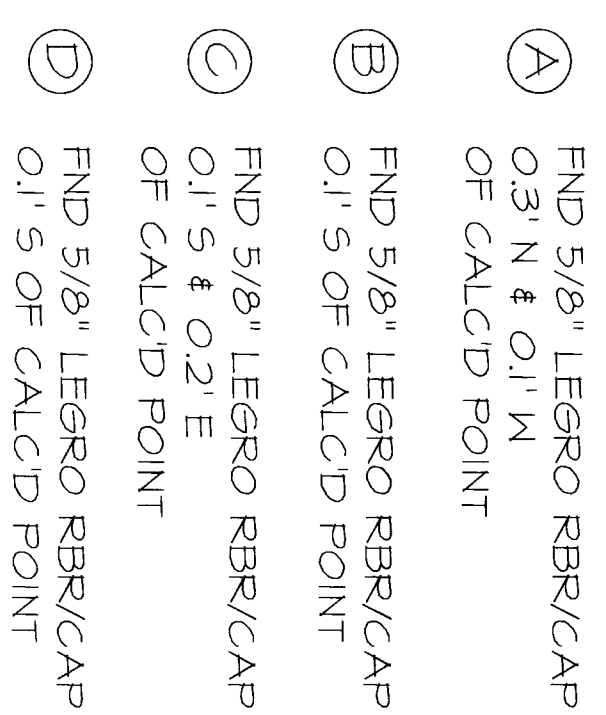 A FND 5/8" LEGRO RBR/CAP
0.3' N & 0.1' W
OF CALC'D POINT
B FND 5/8" LEGRO RBR/CAP
0.1' S OF CALC'D POINT
C FND 5/8" LEGRO RBR/CAP
0.1' S & 0.2' E
OF CALC'D POINT
D FND 5/8" LEGRO RBR/CAP
0.1' S OF CALC'D POINT